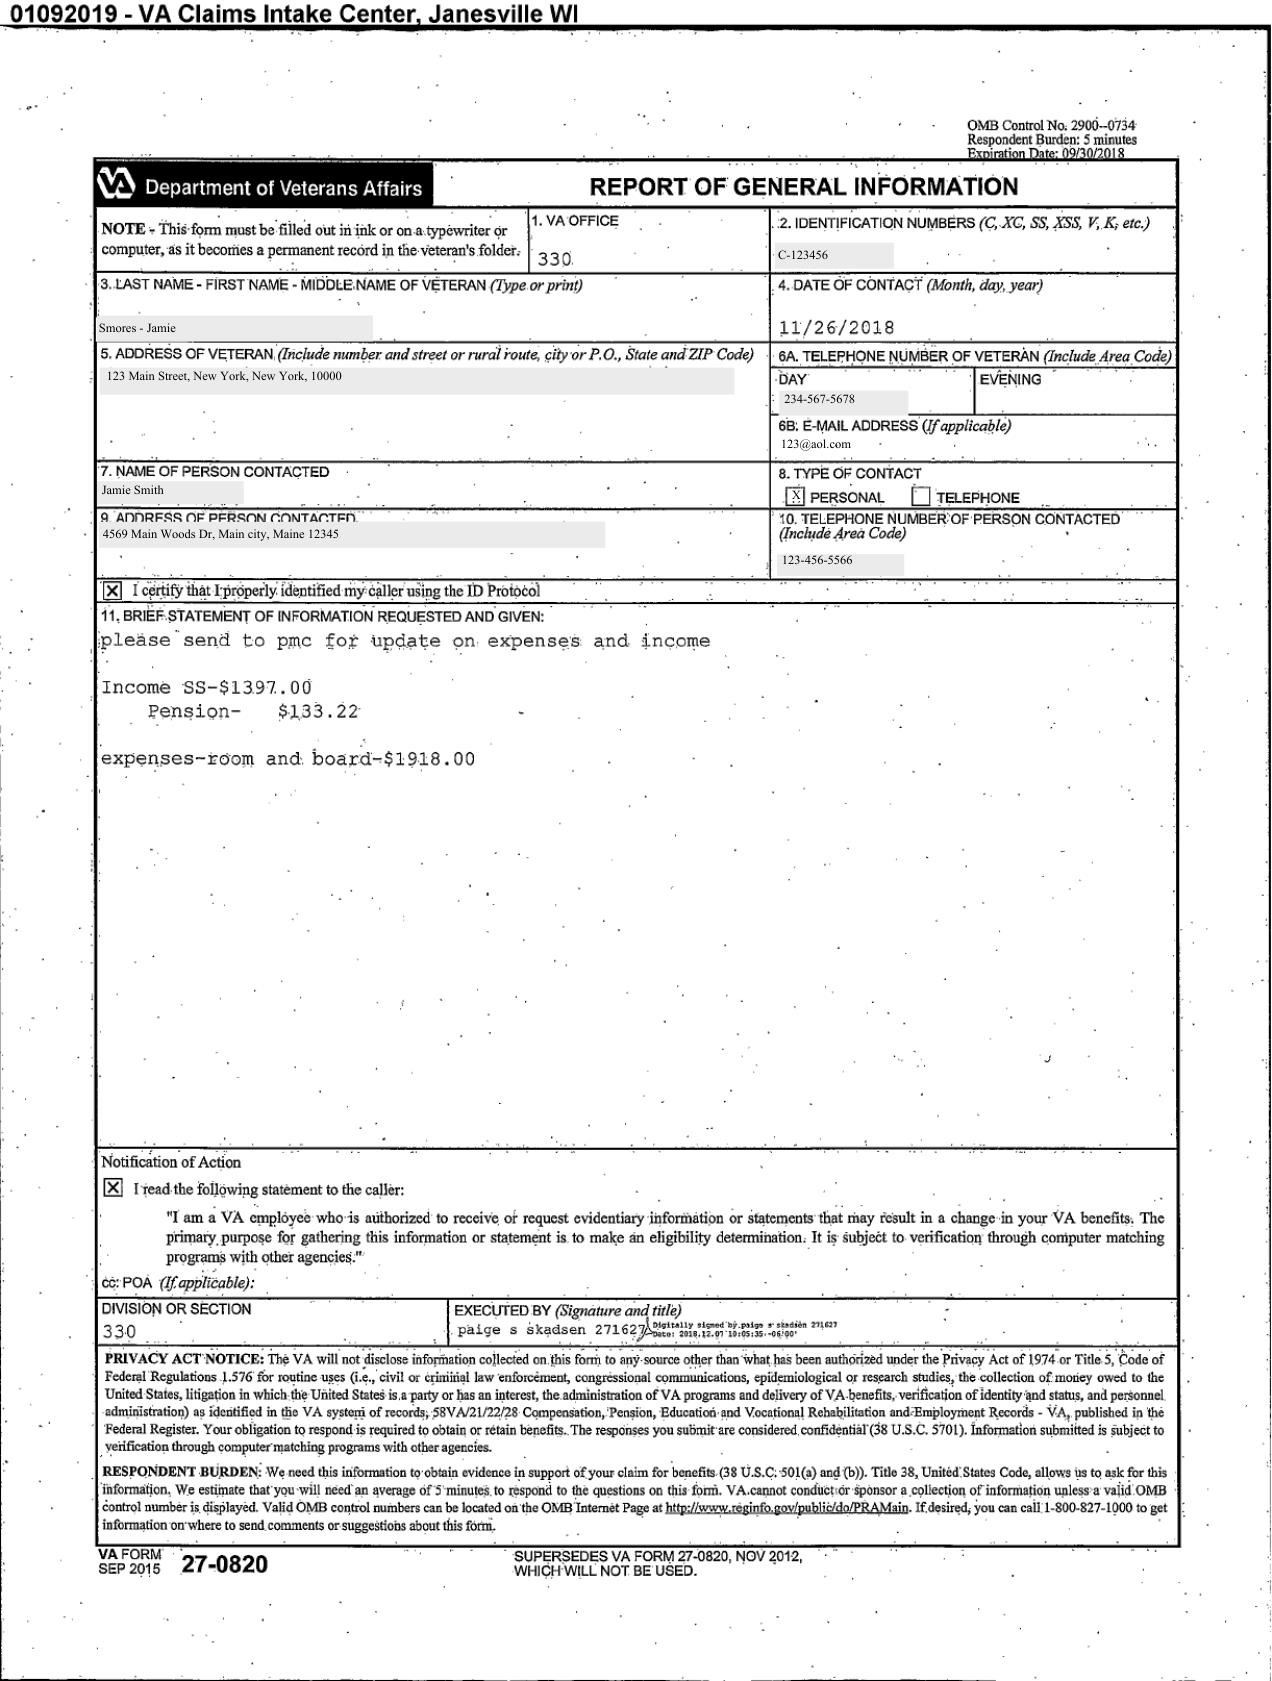 01092019 - VA Claims Intake Center, Janesville WI
OMB Control No. 2900--0734
Respondent Burden: 5 minutes
Expiration Date: 09/30/2018
VA Department of Veterans Affairs
REPORT OF GENERAL INFORMATION
NOTE - This form must be filled out in ink or on a typewriter or
computer, as it becomes a permanent record in the veteran's folder.
1. VA OFFICE
330
2. IDENTIFICATION NUMBERS (C, XC, SS, XSS, V, K, etc.)
C-123456
3. LAST NAME - FIRST NAME - MIDDLE NAME OF VETERAN (Type or print)
Smores - Jamie
4. DATE OF CONTACT (Month, day, year)
11/26/2018
5. ADDRESS OF VETERAN (Include number and street or rural route, city or P.O., State and ZIP Code)
123 Main Street, New York, New York, 10000
6A. TELEPHONE NUMBER OF VETERAN (Include Area Code)
DAY
234-567-5678
EVENING
6B. E-MAIL ADDRESS (If applicable)
123@aol.com
7. NAME OF PERSON CONTACTED
Jamie Smith
8. TYPE OF CONTACT
X PERSONAL TELEPHONE
9. ADDRESS OF PERSON CONTACTED
4569 Main Woods Dr, Main city, Maine 12345
10. TELEPHONE NUMBER OF PERSON CONTACTED
(Include Area Code)
123-456-5566
X I certify that I properly identified my caller using the ID Protocol
11. BRIEF STATEMENT OF INFORMATION REQUESTED AND GIVEN:
please send to pmc for update on expenses and income
Income SS-$1397.00
Pension- $133.22
expenses-room and board-$1918.00
Notification of Action
X I read the following statement to the caller:
"I am a VA employee who is authorized to receive or request evidentiary information or statements that may result in a change in your VA benefits. The
primary purpose for gathering this information or statement is to make an eligibility determination. It is subject to verification through computer matching
programs with other agencies."
cc: POA (If applicable):
DIVISION OR SECTION
330
EXECUTED BY (Signature and title)
paige s skadsen 271627
Digitally signed by paige s skadsen 271627
Date: 2018.12.07 10:05:35 -06'00'
PRIVACY ACT NOTICE: The VA will not disclose information collected on this form to any source other than what has been authorized under the Privacy Act of 1974 or Title 5, Code of
Federal Regulations 1.576 for routine uses (i.e., civil or criminal law enforcement, congressional communications, epidemiological or research studies, the collection of money owed to the
United States, litigation in which the United States is a party or has an interest, the administration of VA programs and delivery of VA benefits, verification of identity and status, and personnel
administration) as identified in the VA system of records, 58VA/21/22/28 Compensation, Pension, Education and Vocational Rehabilitation and Employment Records - VA, published in the
Federal Register. Your obligation to respond is required to obtain or retain benefits. The responses you submit are considered confidential (38 U.S.C. 5701). Information submitted is subject to
verification through computer matching programs with other agencies.
RESPONDENT BURDEN: We need this information to obtain evidence in support of your claim for benefits (38 U.S.C. 501(a) and (b)). Title 38, United States Code, allows us to ask for this
information. We estimate that you will need an average of 5 minutes to respond to the questions on this form. VA cannot conduct or sponsor a collection of information unless a valid OMB
control number is displayed. Valid OMB control numbers can be located on the OMB Internet Page at http://www.reginfo.gov/public/do/PRAMain. If desired, you can call 1-800-827-1000 to get
information on where to send comments or suggestions about this form.
VA FORM
SEP 2015 27-0820
SUPERSEDES VA FORM 27-0820, NOV 2012,
WHICH WILL NOT BE USED.